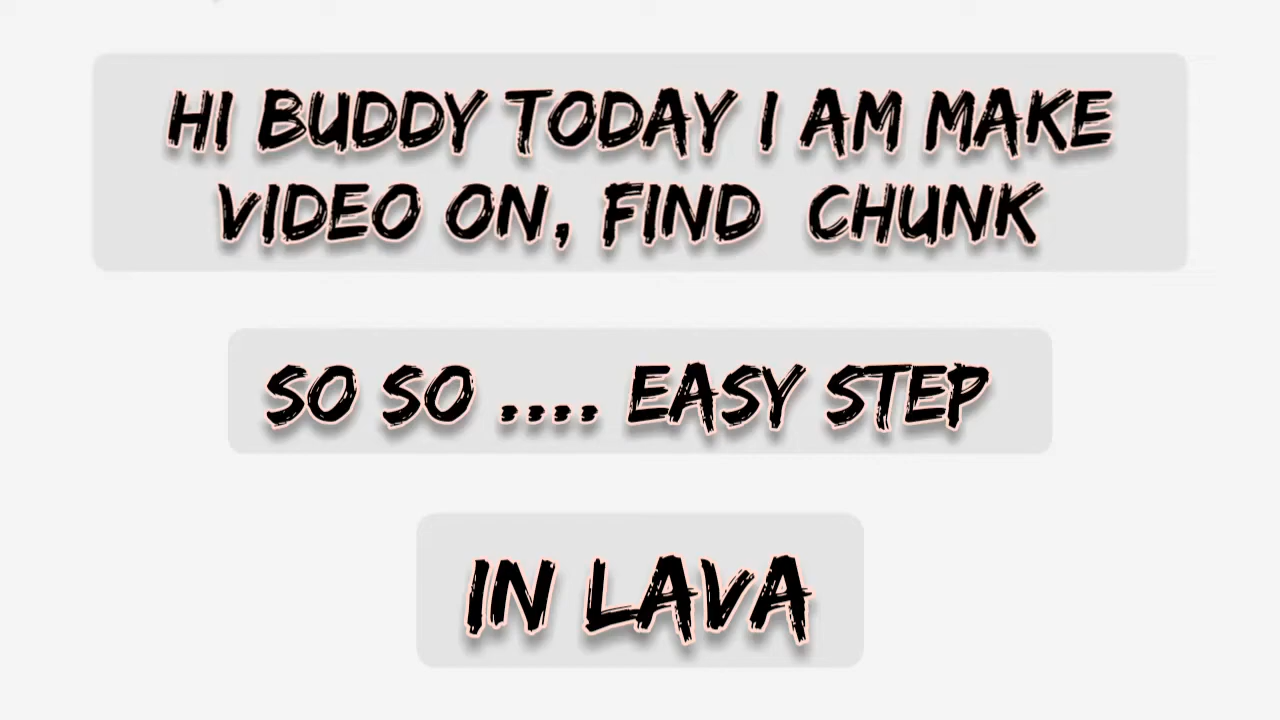 HI BUDDY TODAY I AM MAKE
VIDEO ON, FIND CHUNK
SO SO .... EASY STEP
IN LAVA